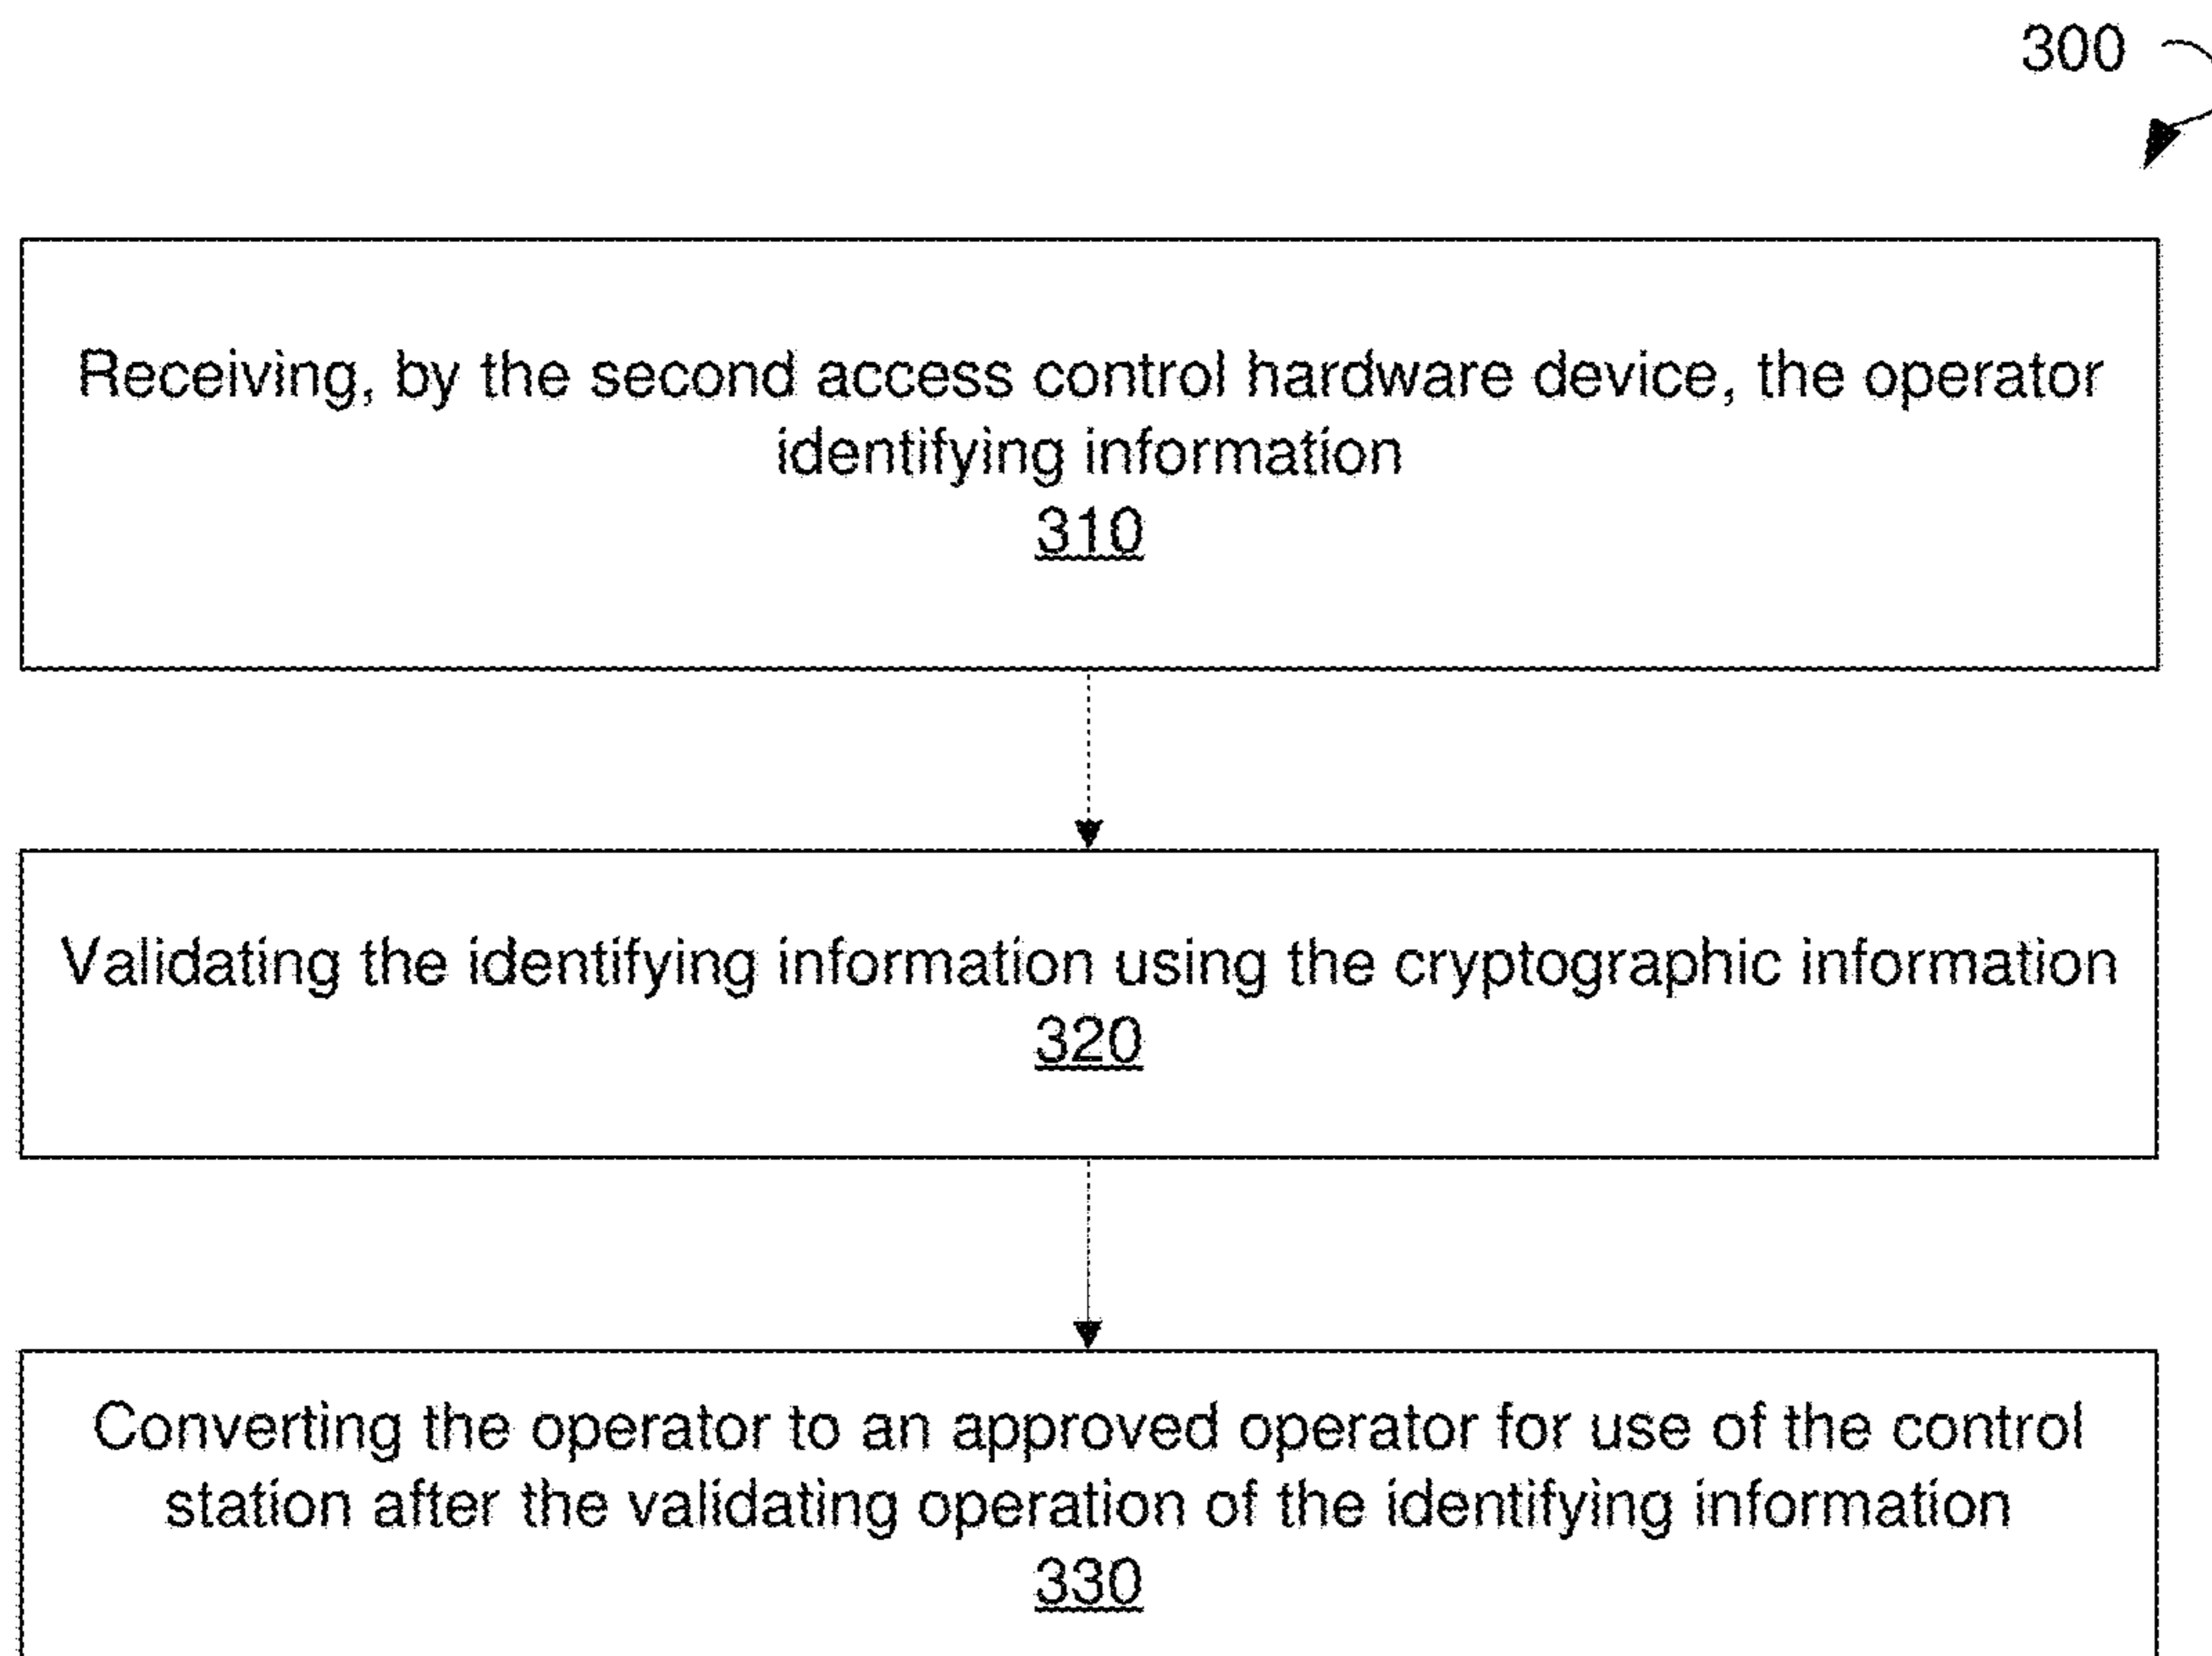 300
Receiving, by the second access control hardware device, the operator
identifying information
310
Validating the identifying information using the cryptographic information
320
Converting the operator to an approved operator for use of the control
station after the validating operation of the identifying information
330